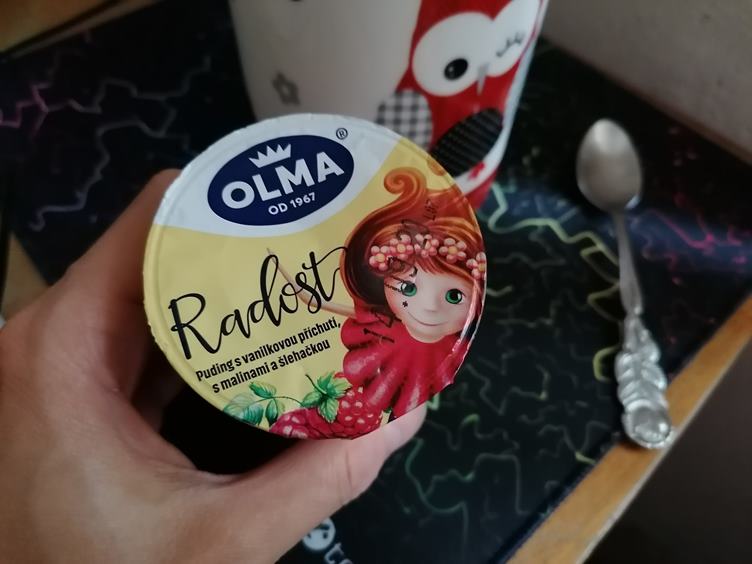 OLMA ®
OD 1967
Radost
Puding s vanilkovou příchutí,
s malinami a šlehačkou